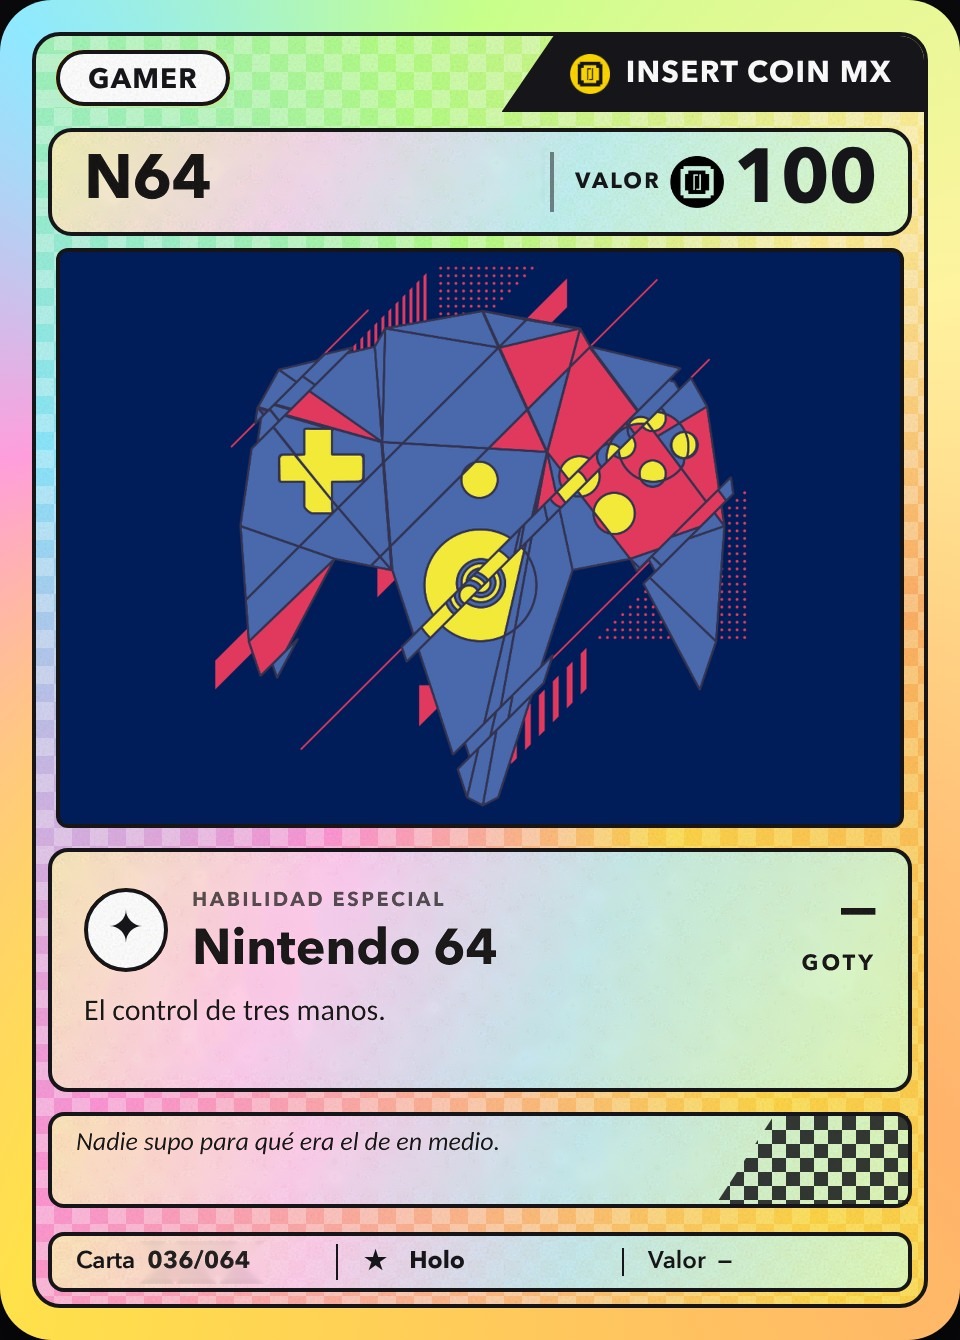 GAMER
INSERT COIN MX
N64
VALOR 100
HABILIDAD ESPECIAL
Nintendo 64
–
GOTY
El control de tres manos.
Nadie supo para qué era el de en medio.
Carta 036/064 ★ Holo Valor –